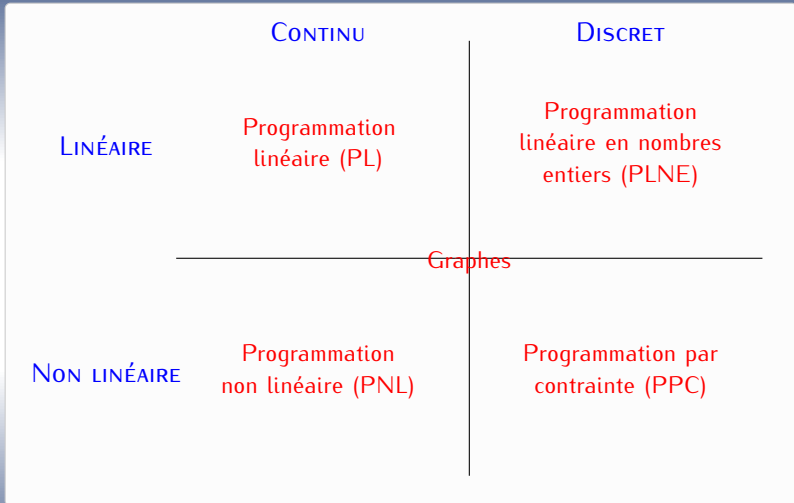 CONTINU DISCRET
LINÉAIRE
Programmation
linéaire (PL)
Programmation
linéaire en nombres
entiers (PLNE)
Graphes
NON LINÉAIRE
Programmation
non linéaire (PNL)
Programmation par
contrainte (PPC)